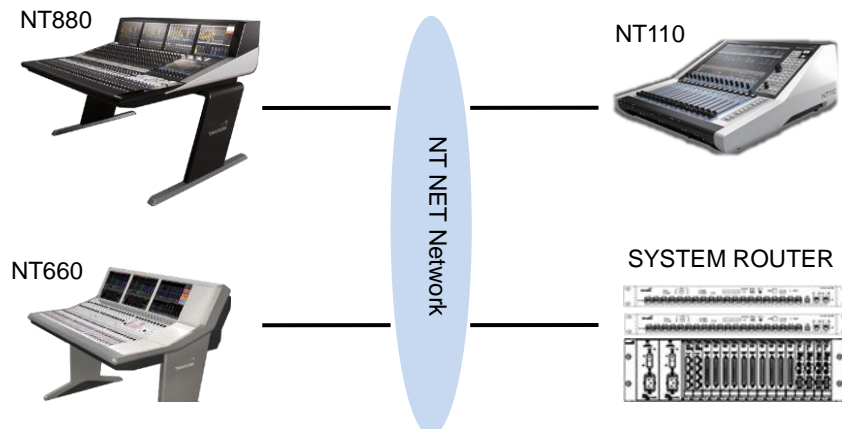 NT880
NT110
NT NET Network
NT660
SYSTEM ROUTER